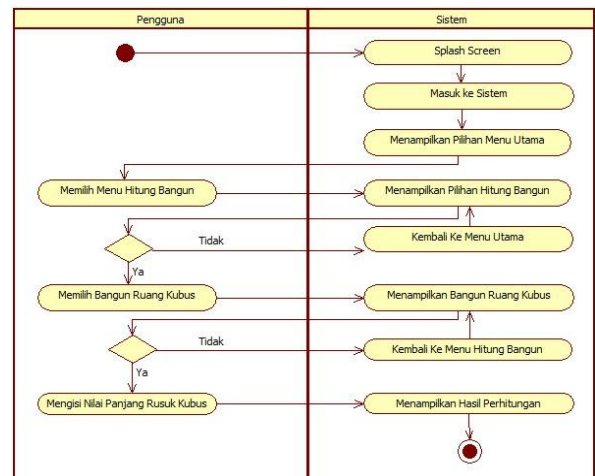 Pengguna
Sistem
Splash Screen
Masuk ke Sistem
Menampilkan Pilihan Menu Utama
Memilih Menu Hitung Bangun
Menampilkan Pilihan Hitung Bangun
Tidak
Kembali Ke Menu Utama
Ya
Memilih Bangun Ruang Kubus
Menampilkan Bangun Ruang Kubus
Tidak
Kembali Ke Menu Hitung Bangun
Ya
Mengisi Nilai Panjang Rusuk Kubus
Menampilkan Hasil Perhitungan